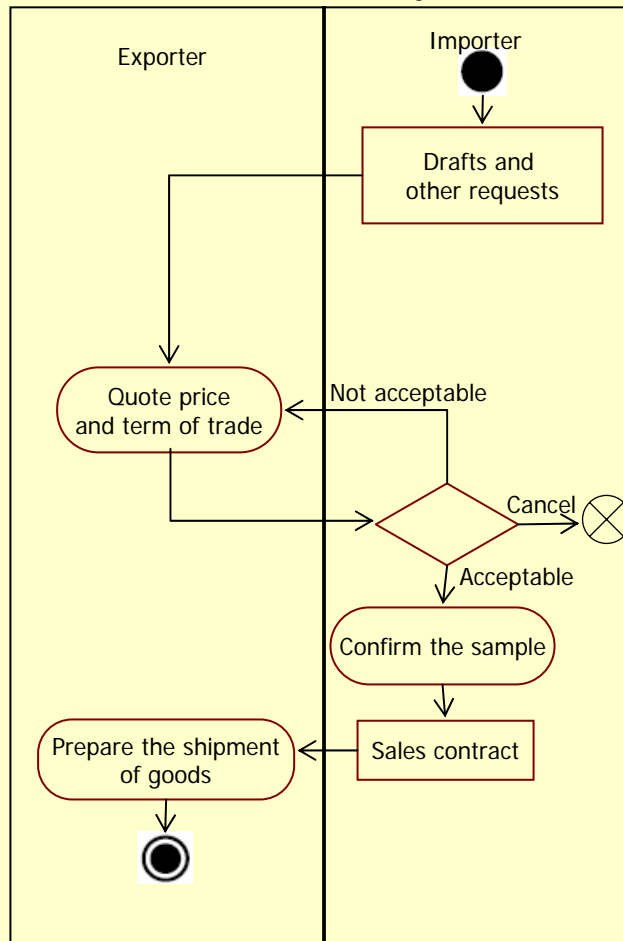 Exporter
Importer
Drafts and
other requests
Quote price
and term of trade
Not acceptable
Cancel
Acceptable
Confirm the sample
Prepare the shipment
of goods
Sales contract